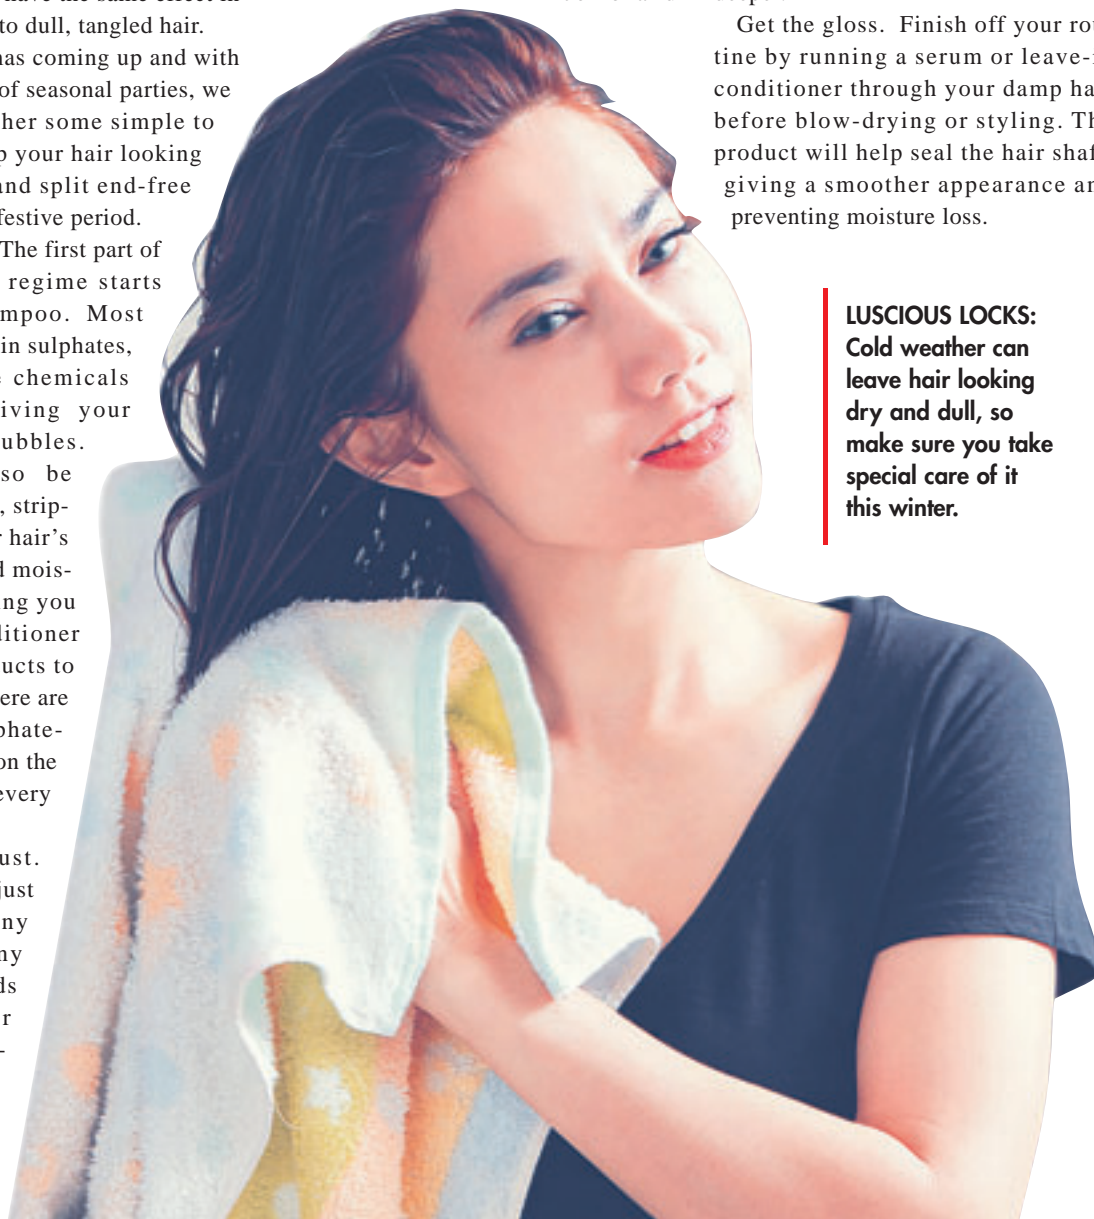 to dull, tangled hair.
has coming up and with
of seasonal parties, we
her some simple to
p your hair looking
and split end-free
festive period.
The first part of
regime starts
mpoo. Most
in sulphates,
chemicals
iving your
ubbles.
so be
, strip-
r hair's
d mois-
ng you
ditioner
ucts to
ere are
phate-
on the
every
ust.
just
ny
ny
ds
r
-
Get the gloss. Finish off your rou-
tine by running a serum or leave-i
conditioner through your damp ha
before blow-drying or styling. Th
product will help seal the hair shaf
giving a smoother appearance an
preventing moisture loss.
LUSCIOUS LOCKS:
Cold weather can
leave hair looking
dry and dull, so
make sure you take
special care of it
this winter.